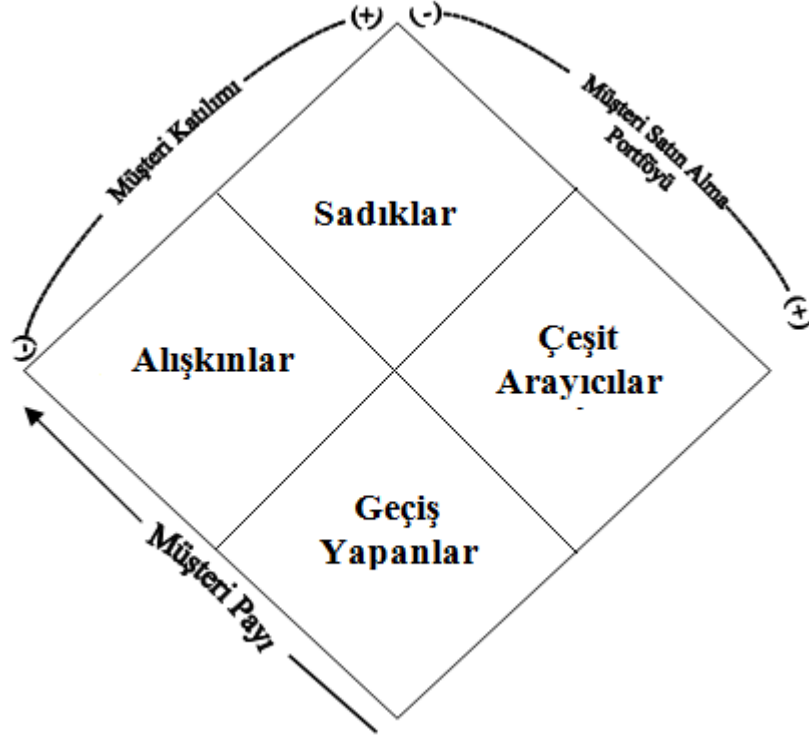 (+)
(-)
Müşteri Katılımı
Müşteri Satın Alma
Portföyü
Sadıklar
(-)
(+)
Alışkınlar
Çeşit
Arayıcılar
Geçiş
Yapanlar
Müşteri Payı